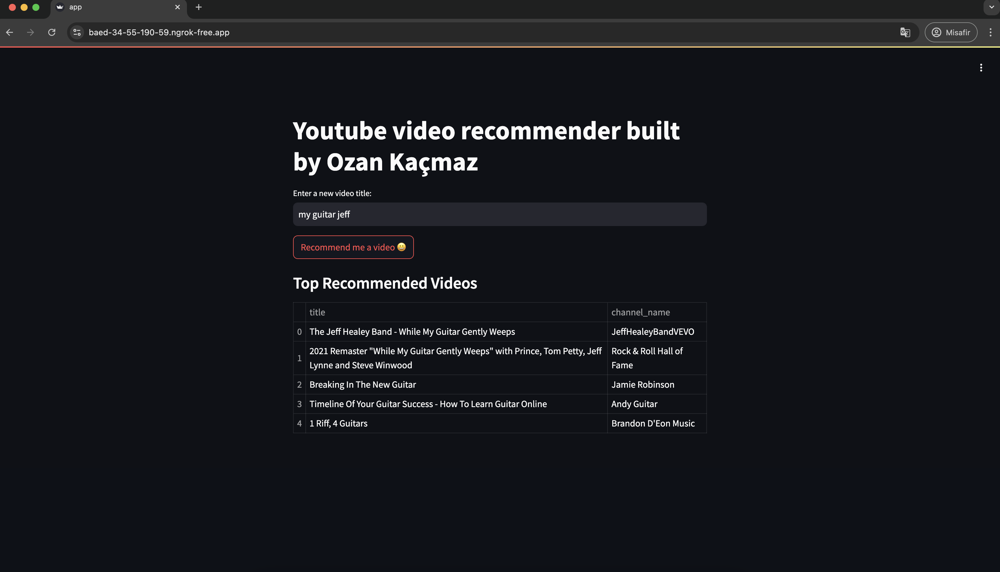 app
baed-34-55-190-59.ngrok-free.app
Misafir
Youtube video recommender built
by Ozan Kaçmaz
Enter a new video title:
my guitar jeff
Recommend me a video 😀
Top Recommended Videos
title channel_name
0 The Jeff Healey Band - While My Guitar Gently Weeps JeffHealeyBandVEVO
1 2021 Remaster "While My Guitar Gently Weeps" with Prince, Tom Petty, Jeff Rock & Roll Hall of
Lynne and Steve Winwood Fame
2 Breaking In The New Guitar Jamie Robinson
3 Timeline Of Your Guitar Success - How To Learn Guitar Online Andy Guitar
4 1 Riff, 4 Guitars Brandon D'Eon Music